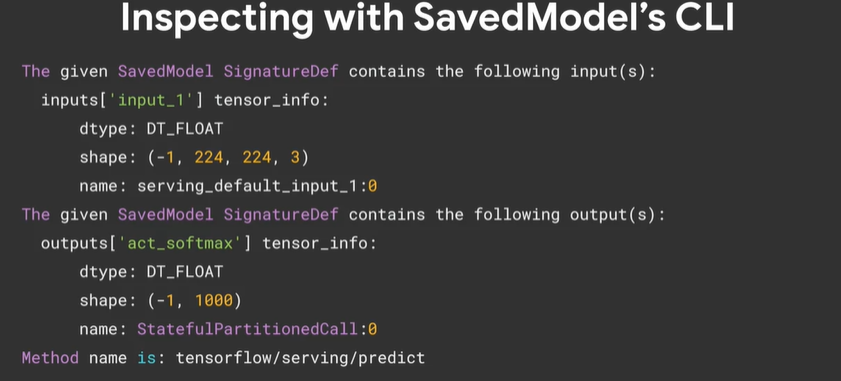 Inspecting with SavedModel's CLI
The given SavedModel SignatureDef contains the following input(s):
inputs['input_1'] tensor_info:
dtype: DT_FLOAT
shape: (-1, 224, 224, 3)
name: serving_default_input_1:0
The given SavedModel SignatureDef contains the following output(s):
outputs['act_softmax'] tensor_info:
dtype: DT_FLOAT
shape: (-1, 1000)
name: StatefulPartitionedCall:0
Method name is: tensorflow/serving/predict